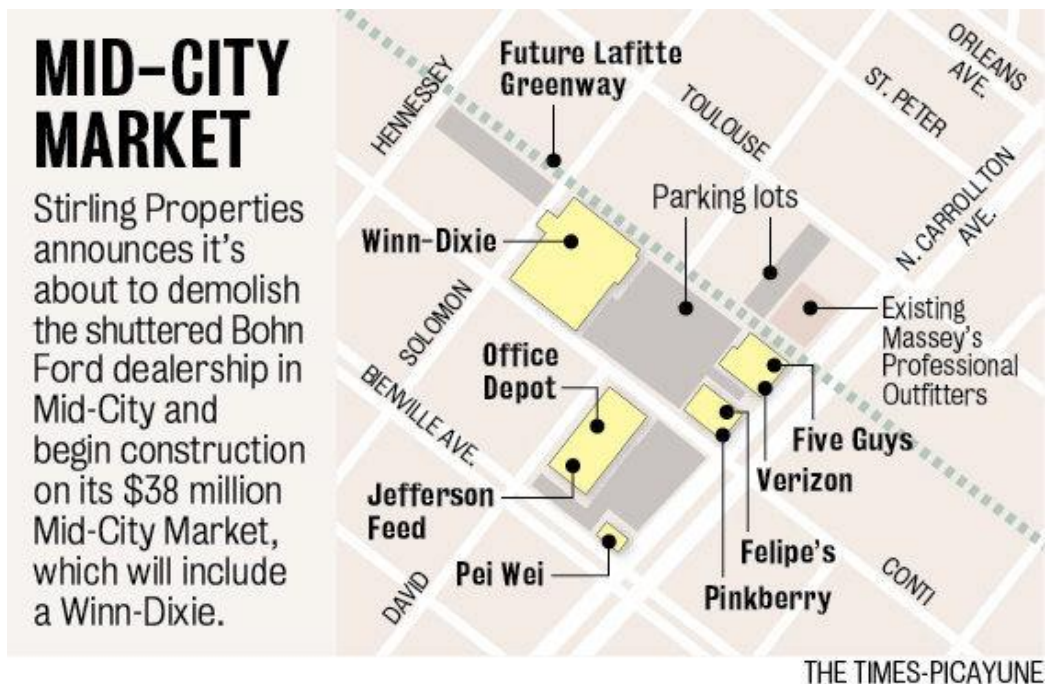 MID-CITY
MARKET
Stirling Properties
announces it's
about to demolish
the shuttered Bohn
Ford dealership in
Mid-City and
begin construction
on its $38 million
Mid-City Market,
which will include
a Winn-Dixie.
HENNESSEY
Future Lafitte
Greenway
TOULOUSE
ST. PETER
ORLEANS
AVE.
N. CARROLLTON
AVE.
Parking lots
Winn-Dixie
SOLOMON
Existing
Massey's
Professional
Outfitters
Office
Depot
BIENVILLE AVE.
Five Guys
Verizon
Jefferson
Feed
Felipe's
Pei Wei
Pinkberry
DAVID
CONTI
THE TIMES-PICAYUNE